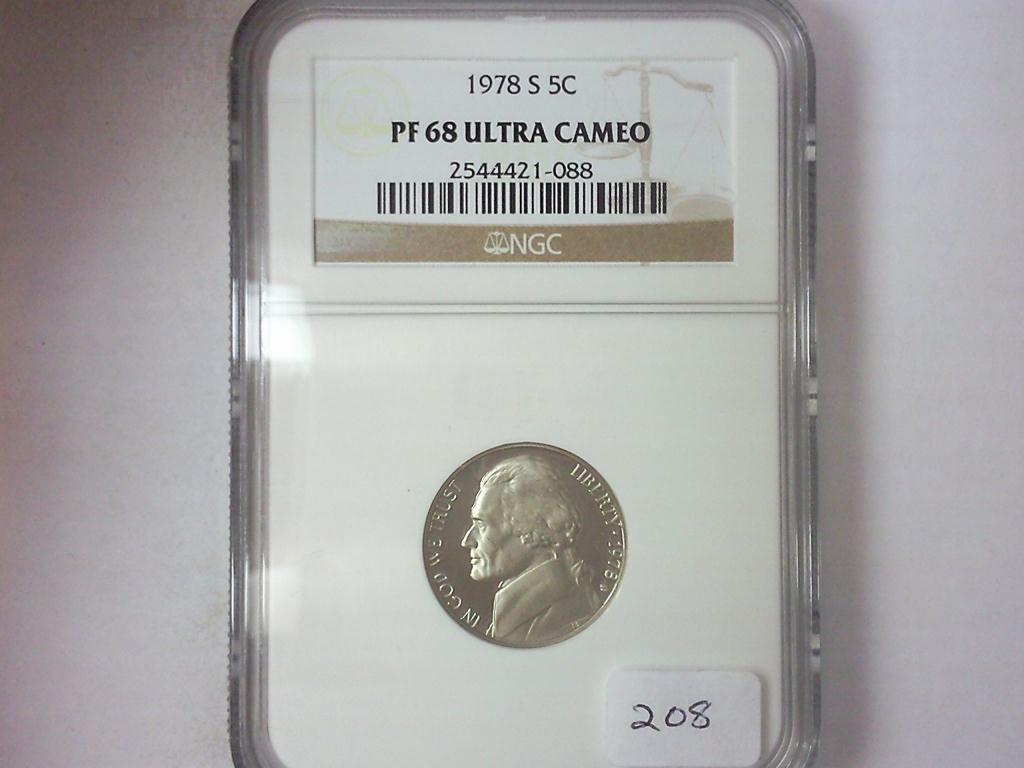 1978 S 5C
PF 68 ULTRA CAMEO
2544421-088
NGC
IN GOD WE TRUST
LIBERTY · 1978 S
208